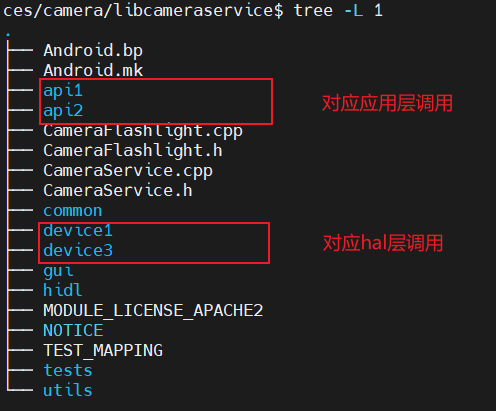 ces/camera/libcameraservice$ tree -L 1
.
├── Android.bp
├── Android.mk
├── api1
├── api2
对应应用层调用
├── CameraFlashlight.cpp
├── CameraFlashlight.h
├── CameraService.cpp
├── CameraService.h
├── common
├── device1
├── device3
对应hal层调用
├── gui
├── hidl
├── MODULE_LICENSE_APACHE2
├── NOTICE
├── TEST_MAPPING
├── tests
└── utils